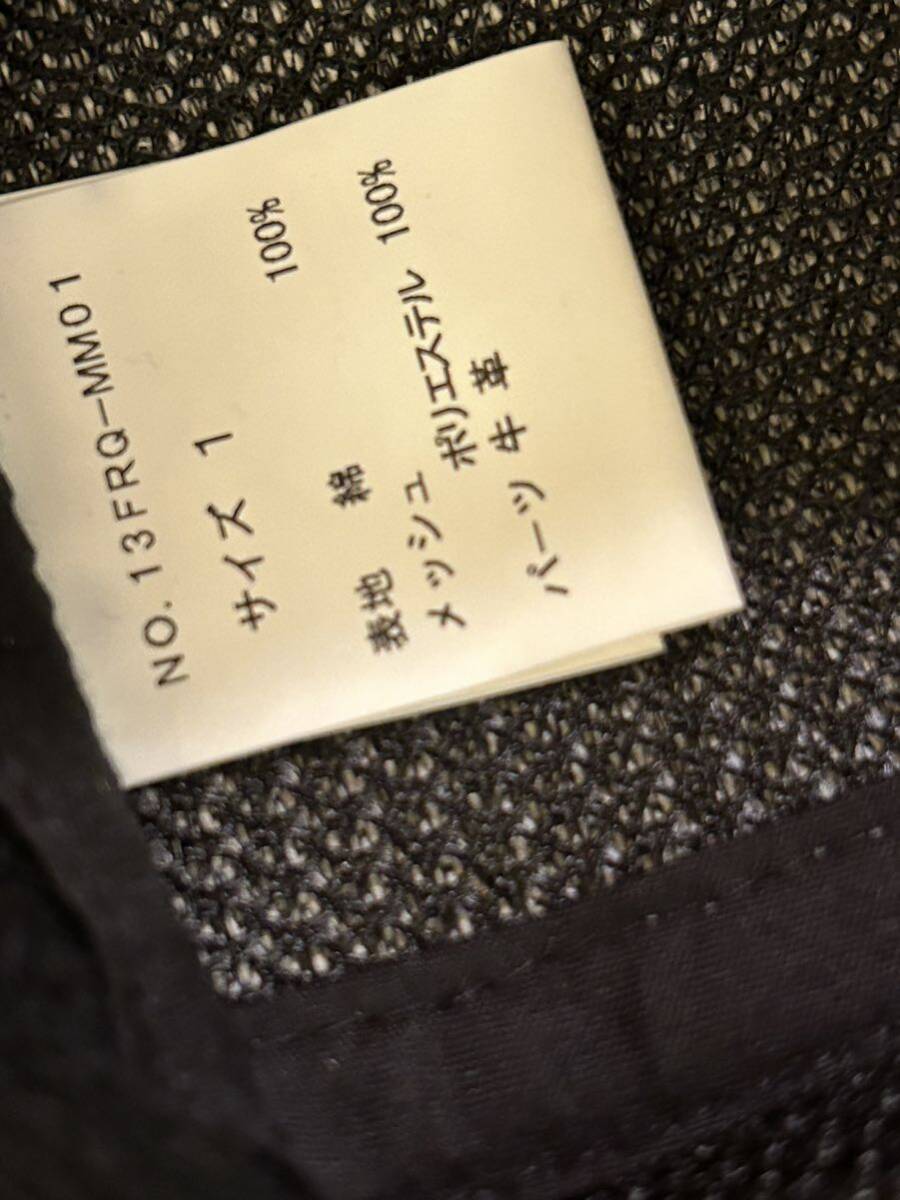 NO. 13FRQ-MM01
サイズ 1
表地 綿 100%
メッシュ
ポリエステル 100%
パーツ 牛革